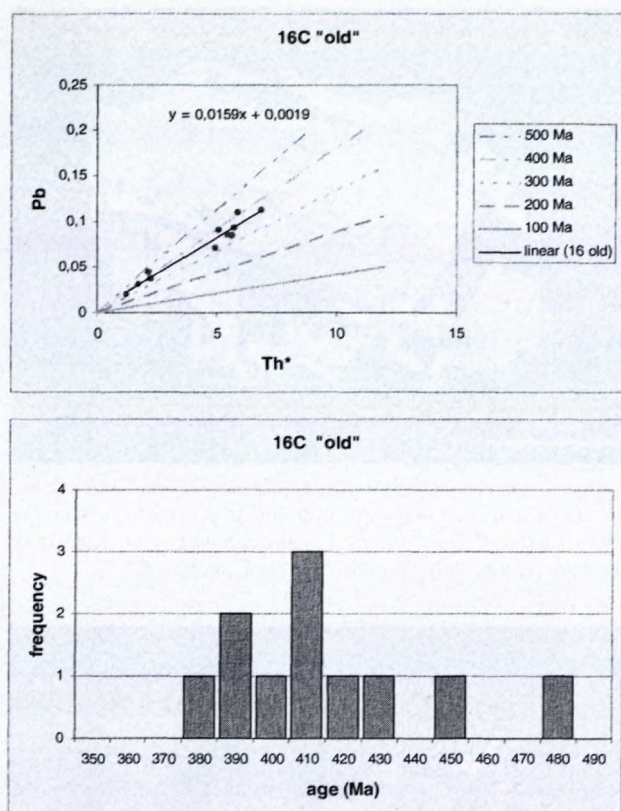 16C "old"
0,25
0,2
0,15
0,1
0,05
0
Pb
y = 0,0159x + 0,0019
0 5 10 15
Th*
500 Ma
400 Ma
300 Ma
200 Ma
100 Ma
linear (16 old)
16C "old"
4
3
2
1
0
frequency
350 360 370 380 390 400 410 420 430 440 450 460 470 480 490
age (Ma)